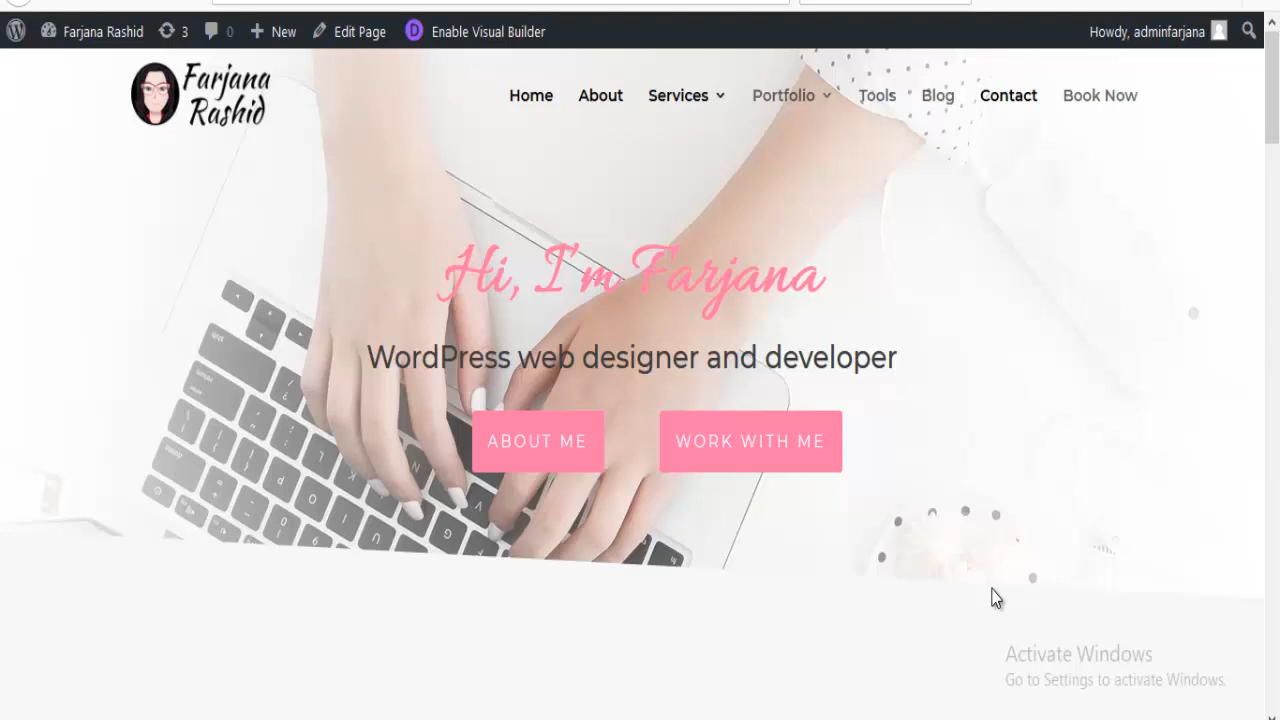 Farjana Rashid 3 0 New Edit Page D Enable Visual Builder Howdy, adminfarjana
Farjana
Rashid
Home About Services Portfolio Tools Blog Contact Book Now
Hi, I'm Farjana
WordPress web designer and developer
ABOUT ME WORK WITH ME
Activate Windows
Go to Settings to activate Windows.